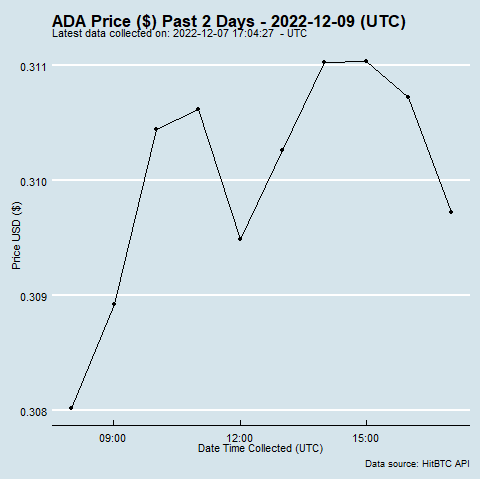 ADA Price ($) Past 2 Days - 2022-12-09 (UTC)
Latest data collected on: 2022-12-07 17:04:27  - UTC
0.311
0.310
0.309
0.308
Price USD ($)
09:00 12:00 15:00
Date Time Collected (UTC)
Data source: HitBTC API